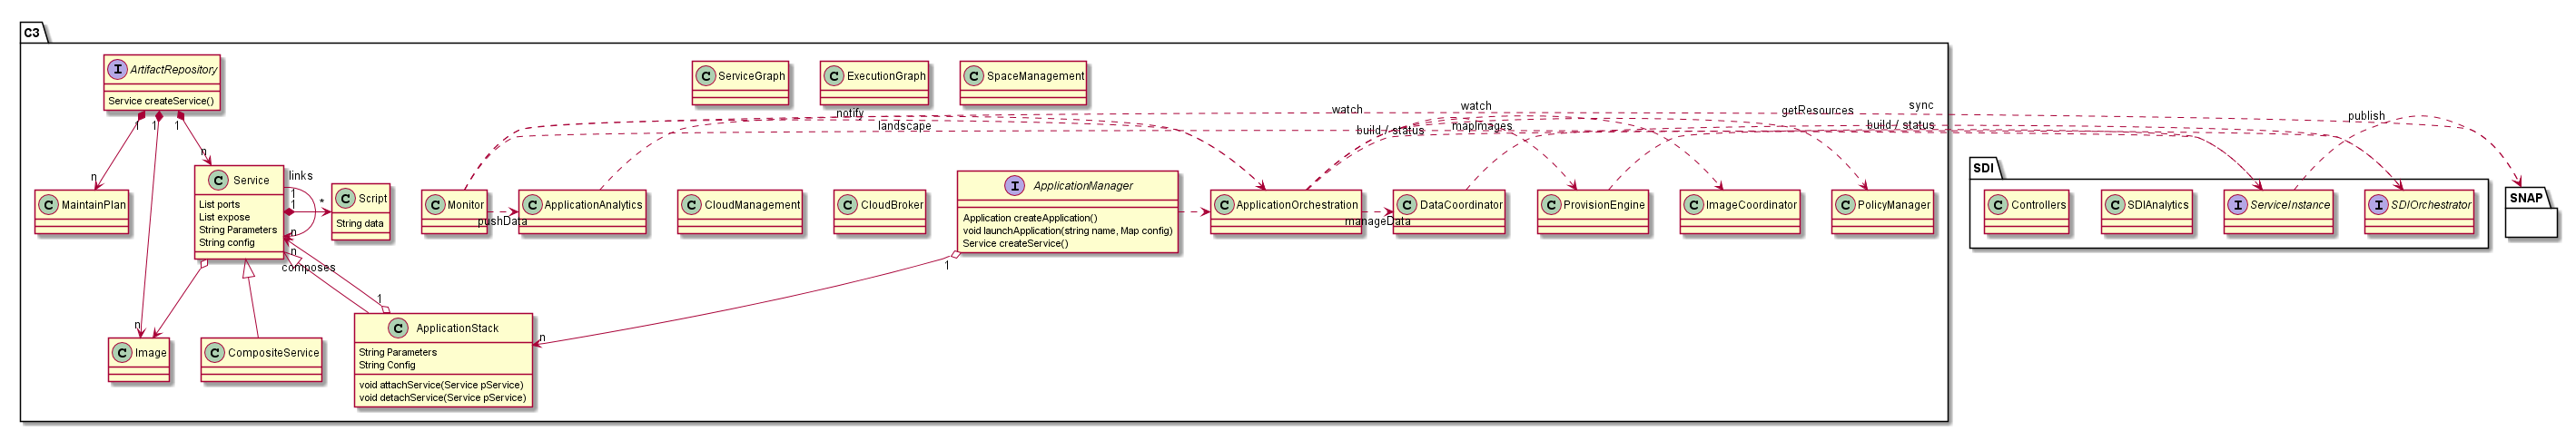 C3
I ArtifactRepository
Service createService()
C ServiceGraph
C ExecutionGraph
C SpaceManagement
1
1
1
n
n
notify
landscape
watch
watch
build / status
mapImages
getResources
sync
build / status
publish
C MaintainPlan
C Service
List ports
List expose
String Parameters
String config
links
1
n
1
*
C Script
String data
C Monitor
pushData
C ApplicationAnalytics
C CloudManagement
C CloudBroker
I ApplicationManager
Application createApplication()
void launchApplication(string name, Map config)
Service createService()
C ApplicationOrchestration
manageData
C DataCoordinator
C ProvisionEngine
C ImageCoordinator
C PolicyManager
SDI
C Controllers
C SDIAnalytics
I ServiceInstance
I SDIOrchestrator
SNAP
n
composes
1
1
n
n
C Image
C CompositeService
C ApplicationStack
String Parameters
String Config
void attachService(Service pService)
void detachService(Service pService)